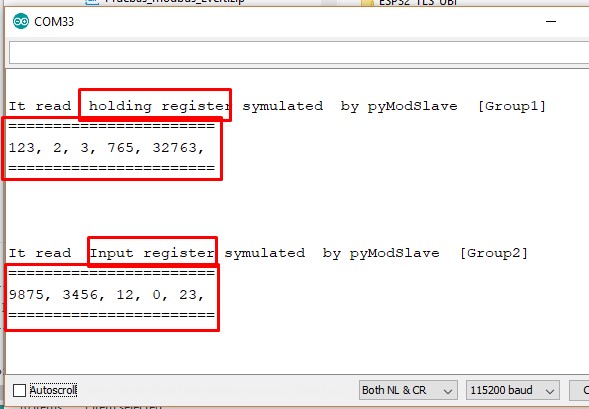 COM33
It read holding register symulated by pyModSlave [Group1]
=======================
123, 2, 3, 765, 32763,
=======================
It read Input register symulated by pyModSlave [Group2]
=======================
9875, 3456, 12, 0, 23,
=======================
Autoscroll
Both NL & CR
115200 baud